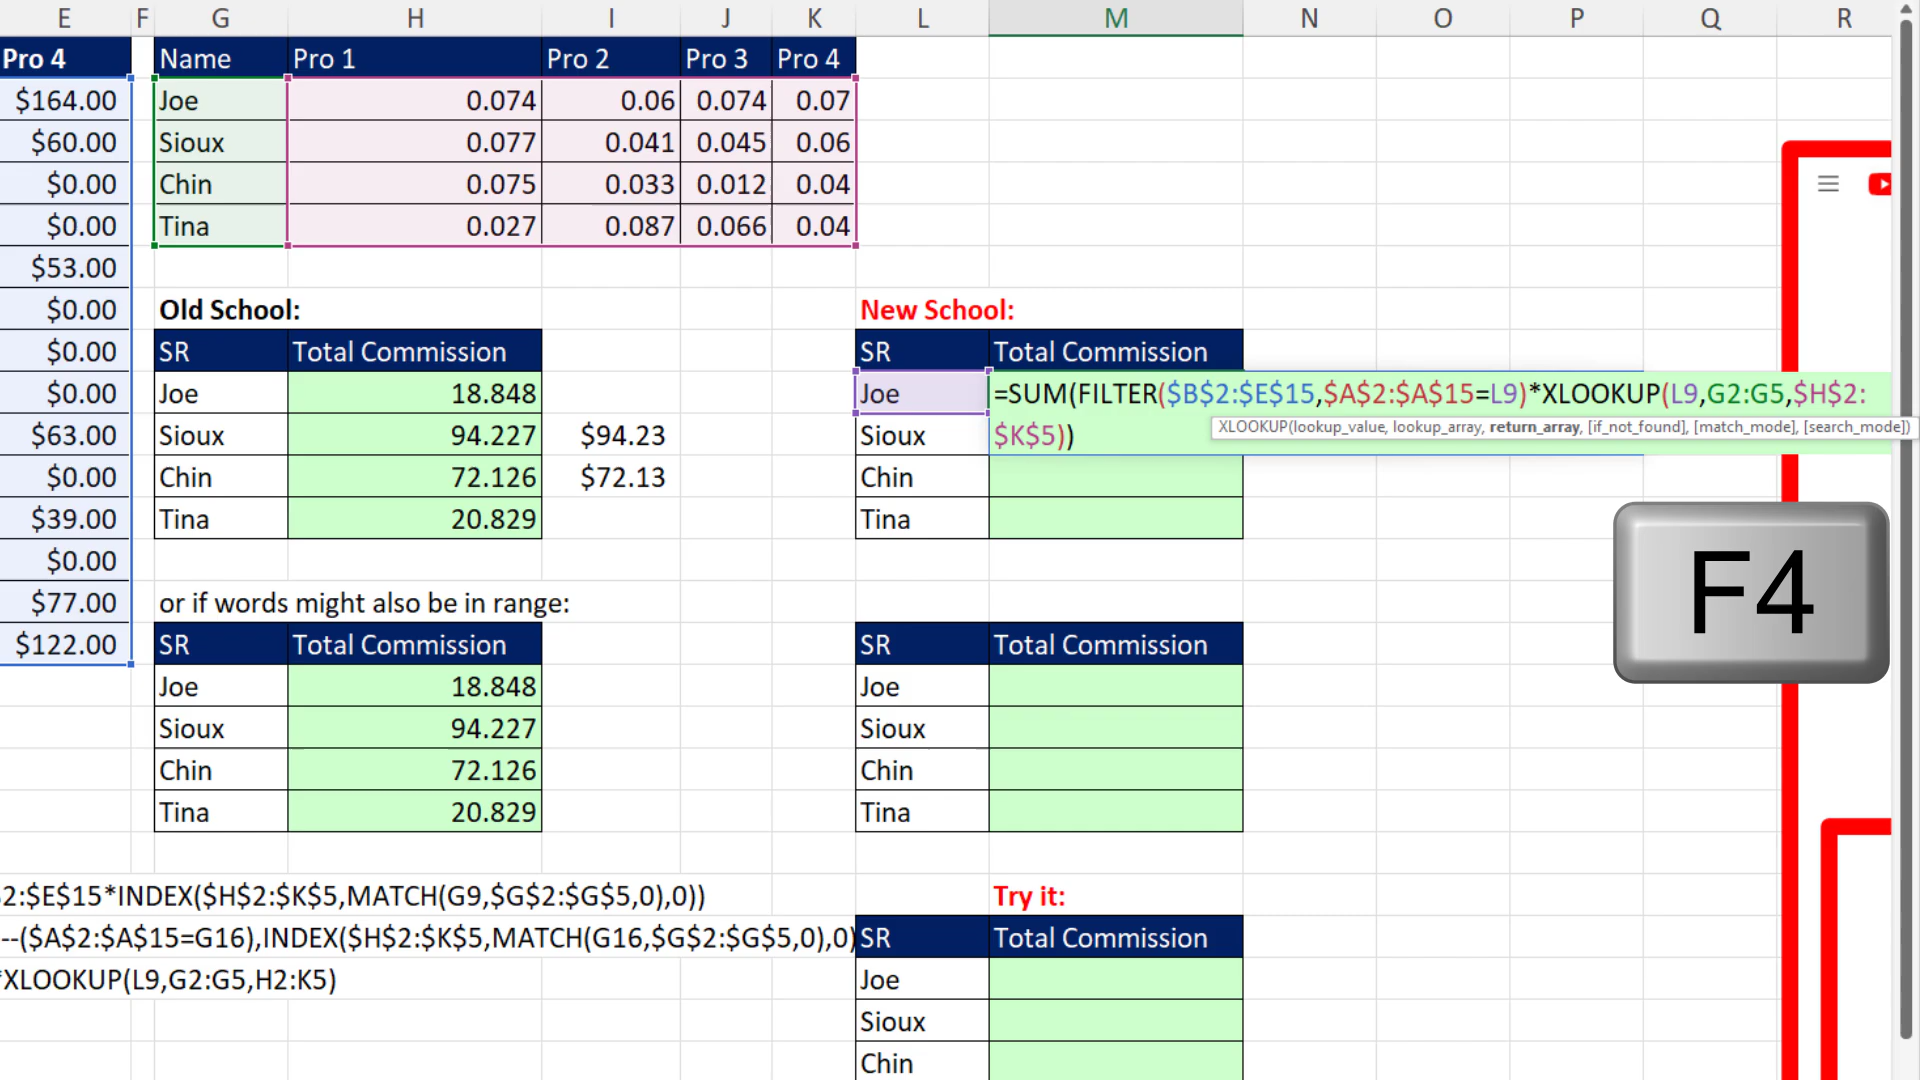 E F G H I J K L M N O P Q R
Pro 4 Name Pro 1 Pro 2 Pro 3 Pro 4
$164.00 Joe 0.074 0.06 0.074 0.07
$60.00 Sioux 0.077 0.041 0.045 0.06
$0.00 Chin 0.075 0.033 0.012 0.04
$0.00 Tina 0.027 0.087 0.066 0.04
$53.00
$0.00 Old School: New School:
$0.00 SR Total Commission SR Total Commission
$0.00 Joe 18.848 Joe =SUM(FILTER($B$2:$E$15,$A$2:$A$15=L9)*XLOOKUP(L9,G2:G5,$H$2:
$63.00 Sioux 94.227 $94.23 Sioux $K$5))
XLOOKUP(lookup_value, lookup_array, return_array, [if_not_found], [match_mode], [search_mode])
$0.00 Chin 72.126 $72.13 Chin
$39.00 Tina 20.829 Tina
$0.00
F4
$77.00 or if words might also be in range:
$122.00 SR Total Commission SR Total Commission
Joe 18.848 Joe
Sioux 94.227 Sioux
Chin 72.126 Chin
Tina 20.829 Tina
2:$E$15*INDEX($H$2:$K$5,MATCH(G9,$G$2:$G$5,0),0)) Try it:
--($A$2:$A$15=G16),INDEX($H$2:$K$5,MATCH(G16,$G$2:$G$5,0),0) SR Total Commission
*XLOOKUP(L9,G2:G5,H2:K5) Joe
Sioux
Chin